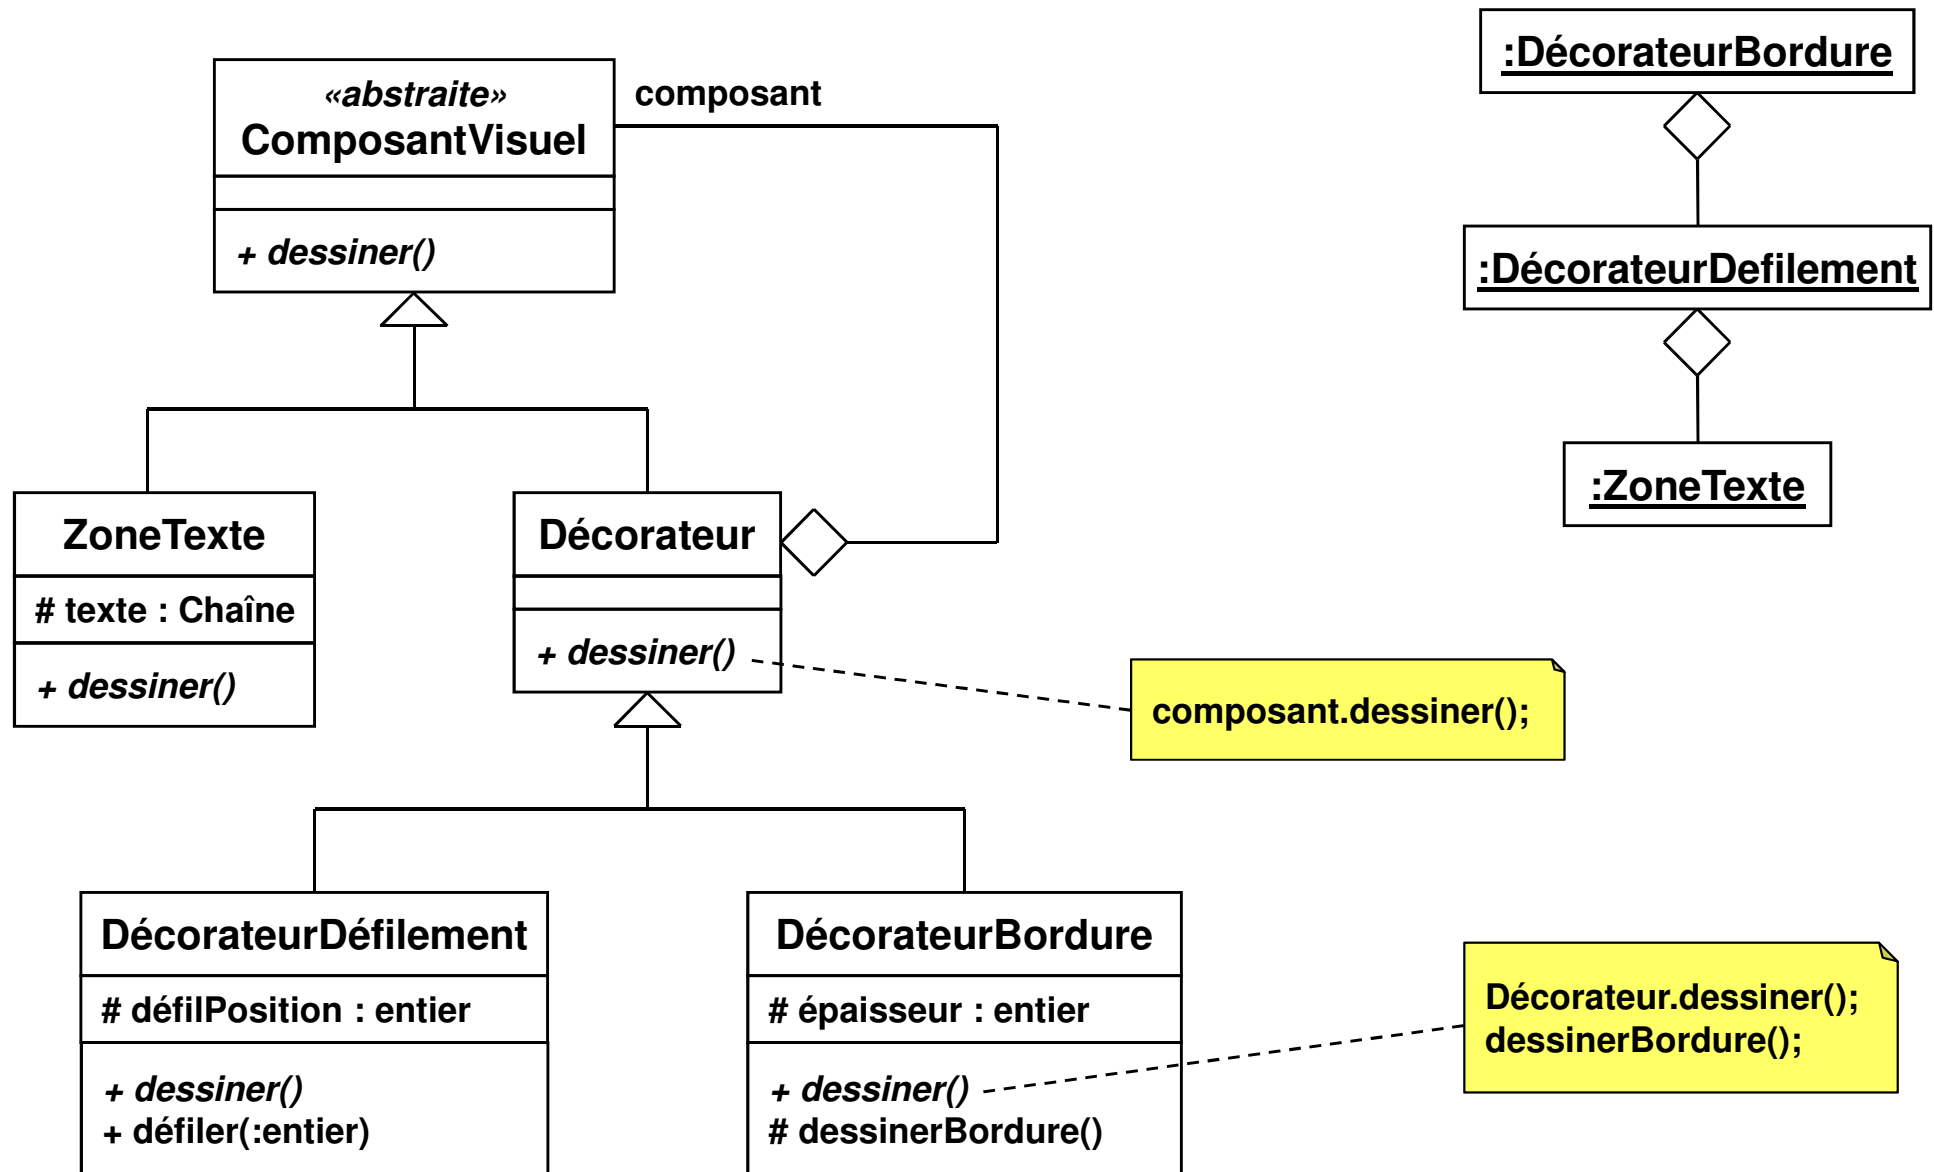 «abstraite»
ComposantVisuel
+ dessiner()
composant
:DécorateurBordure
:DécorateurDefilement
:ZoneTexte
ZoneTexte
# texte : Chaîne
+ dessiner()
Décorateur
+ dessiner()
composant.dessiner();
DécorateurDéfilement
# défilPosition : entier
+ dessiner()
+ défiler(:entier)
DécorateurBordure
# épaisseur : entier
+ dessiner()
# dessinerBordure()
Décorateur.dessiner();
dessinerBordure();